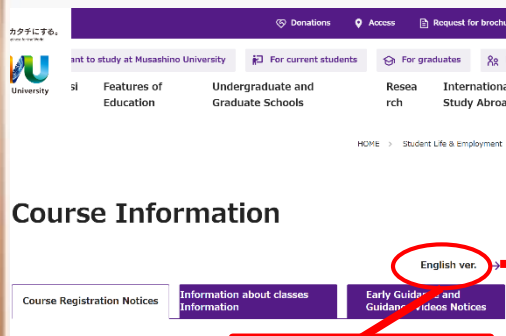 Donations Access Request for brochu
カタチにする。
ant to study at Musashino University For current students For graduates
University
si Features of Undergraduate and Resea Internationa
Education Graduate Schools rch Study Abroa
HOME > Student Life & Employment
Course Information
English ver.
Course Registration Notices
Information about classes
Information
Early Guidance and
Guidance Videos Notices